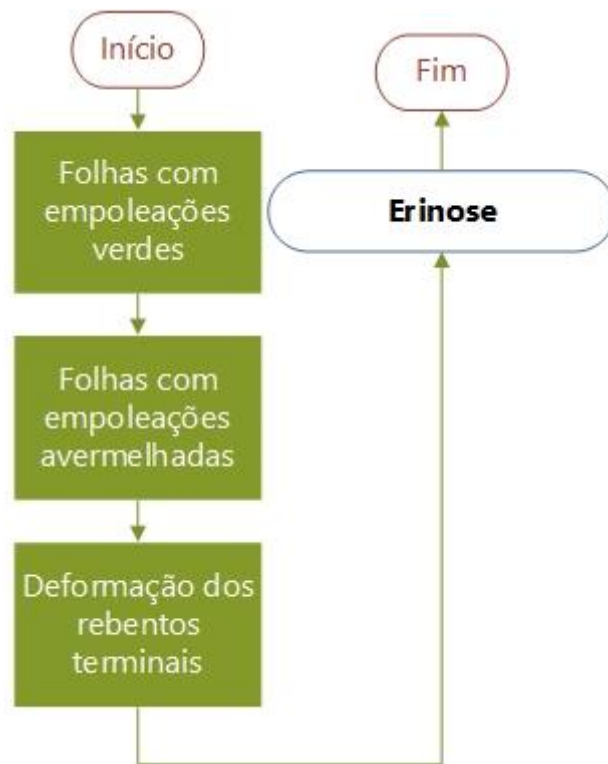 Início
Folhas com
empoleações
verdes
Folhas com
empoleações
avermelhadas
Deformação dos
rebentos
terminais
Erinose
Fim